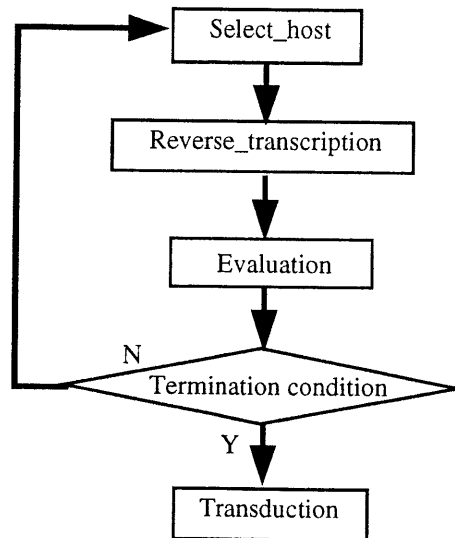 Select_host
Reverse_transcription
Evaluation
N
Termination condition
Y
Transduction